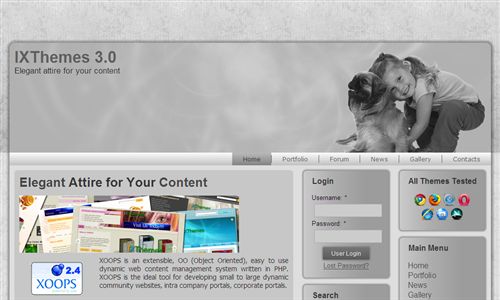 IXThemes 3.0
Elegant attire for your content
Home
Portfolio
Forum
News
Gallery
Contacts
Elegant Attire for Your Content
2.4
XOOPS
XOOPS is an extensible, OO (Object Oriented), easy to use
dynamic web content management system written in PHP.
XOOPS is the ideal tool for developing small to large dynamic
community websites, intra company portals, corporate portals,
Login
Username: *
Password: *
User Login
Lost Password?
Search
All Themes Tested
Main Menu
Home
Portfolio
News
Gallery